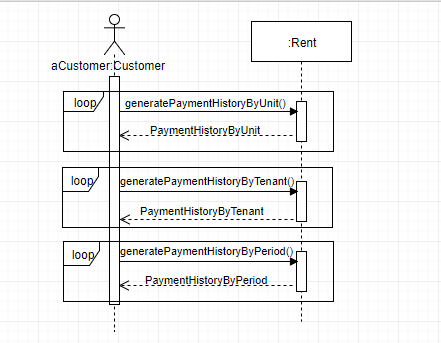 :Rent
aCustomer:Customer
loop
generatePaymentHistoryByUnit()
PaymentHistoryByUnit
loop
generatePaymentHistoryByTenant()
PaymentHistoryByTenant
loop
generatePaymentHistoryByPeriod()
PaymentHistoryByPeriod